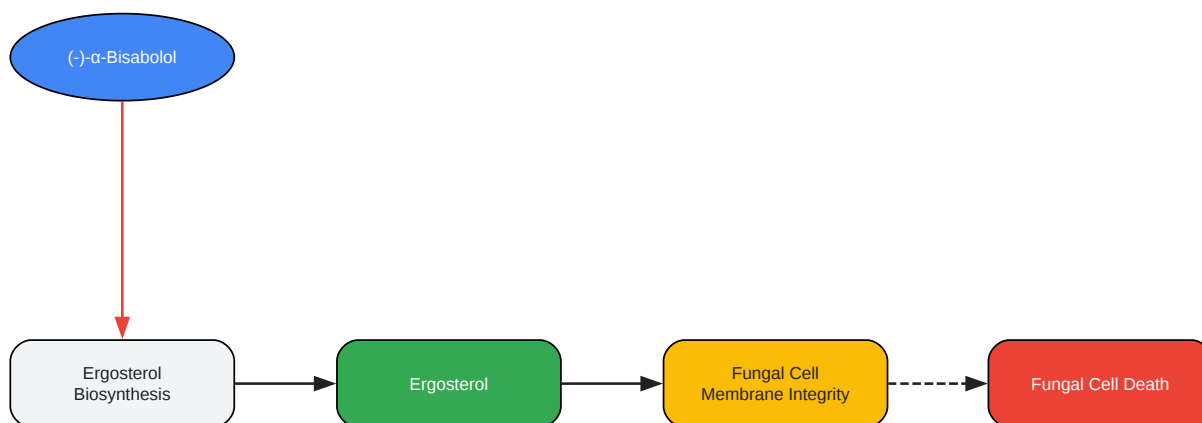 (-)-α-Bisabolol
Ergosterol
Biosynthesis
Ergosterol
Fungal Cell
Membrane Integrity
Fungal Cell Death